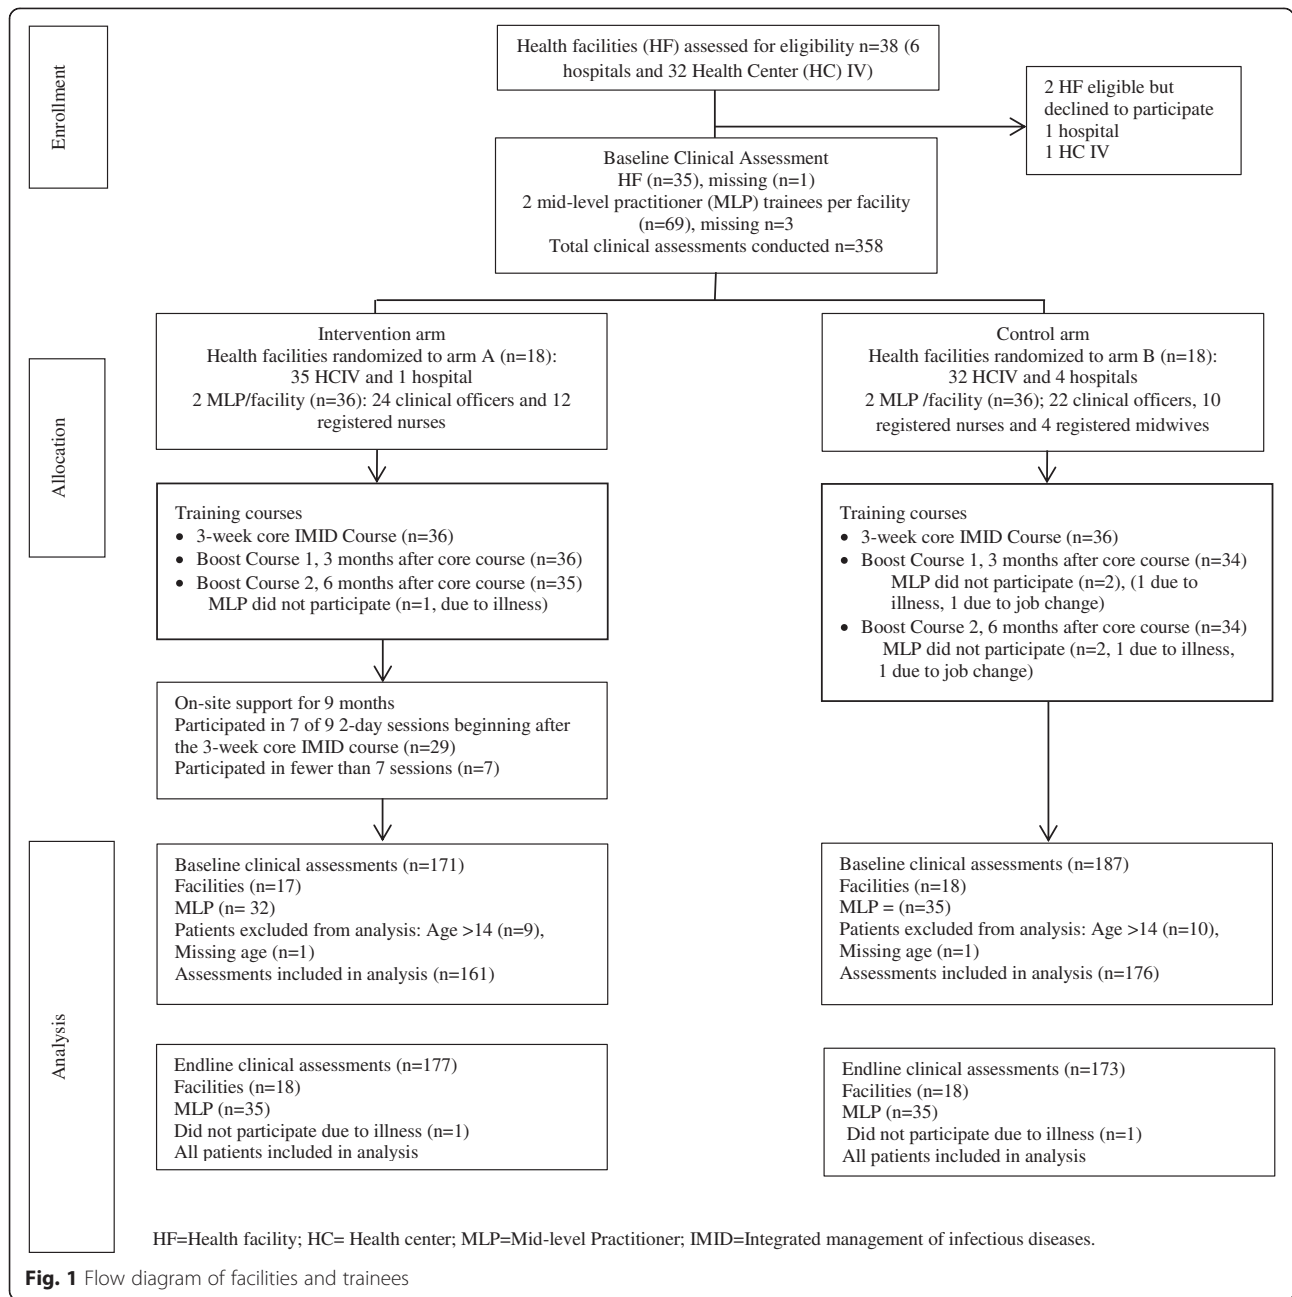 Enrollment
Health facilities (HF) assessed for eligibility n=38 (6
hospitals and 32 Health Center (HC) IV)
2 HF eligible but
declined to participate
1 hospital
1 HC IV
Baseline Clinical Assessment
HF (n=35), missing (n=1)
2 mid-level practitioner (MLP) trainees per facility
(n=69), missing n=3
Total clinical assessments conducted n=358
Allocation
Intervention arm
Health facilities randomized to arm A (n=18):
35 HCIV and 1 hospital
2 MLP/facility (n=36): 24 clinical officers and 12
registered nurses
Control arm
Health facilities randomized to arm B (n=18):
32 HCIV and 4 hospitals
2 MLP /facility (n=36); 22 clinical officers, 10
registered nurses and 4 registered midwives
Training courses
• 3-week core IMID Course (n=36)
• Boost Course 1, 3 months after core course (n=36)
• Boost Course 2, 6 months after core course (n=35)
MLP did not participate (n=1, due to illness)
Training courses
• 3-week core IMID Course (n=36)
• Boost Course 1, 3 months after core course (n=34)
MLP did not participate (n=2), (1 due to
illness, 1 due to job change)
• Boost Course 2, 6 months after core course (n=34)
MLP did not participate (n=2, 1 due to illness,
1 due to job change)
On-site support for 9 months
Participated in 7 of 9 2-day sessions beginning after
the 3-week core IMID course (n=29)
Participated in fewer than 7 sessions (n=7)
Analysis
Baseline clinical assessments (n=171)
Facilities (n=17)
MLP (n= 32)
Patients excluded from analysis: Age >14 (n=9),
Missing age (n=1)
Assessments included in analysis (n=161)
Baseline clinical assessments (n=187)
Facilities (n=18)
MLP = (n=35)
Patients excluded from analysis: Age >14 (n=10),
Missing age (n=1)
Assessments included in analysis (n=176)
Endline clinical assessments (n=177)
Facilities (n=18)
MLP (n=35)
Did not participate due to illness (n=1)
All patients included in analysis
Endline clinical assessments (n=173)
Facilities (n=18)
MLP (n=35)
Did not participate due to illness (n=1)
All patients included in analysis
HF=Health facility; HC= Health center; MLP=Mid-level Practitioner; IMID=Integrated management of infectious diseases.
Fig. 1 Flow diagram of facilities and trainees